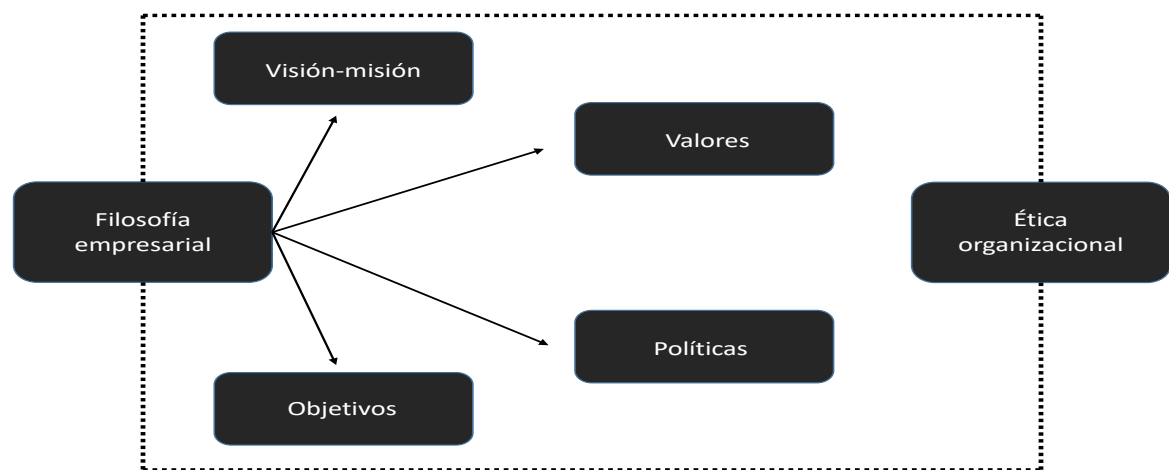 Visión-misión
Valores
Filosofía
empresarial
Ética
organizacional
Políticas
Objetivos